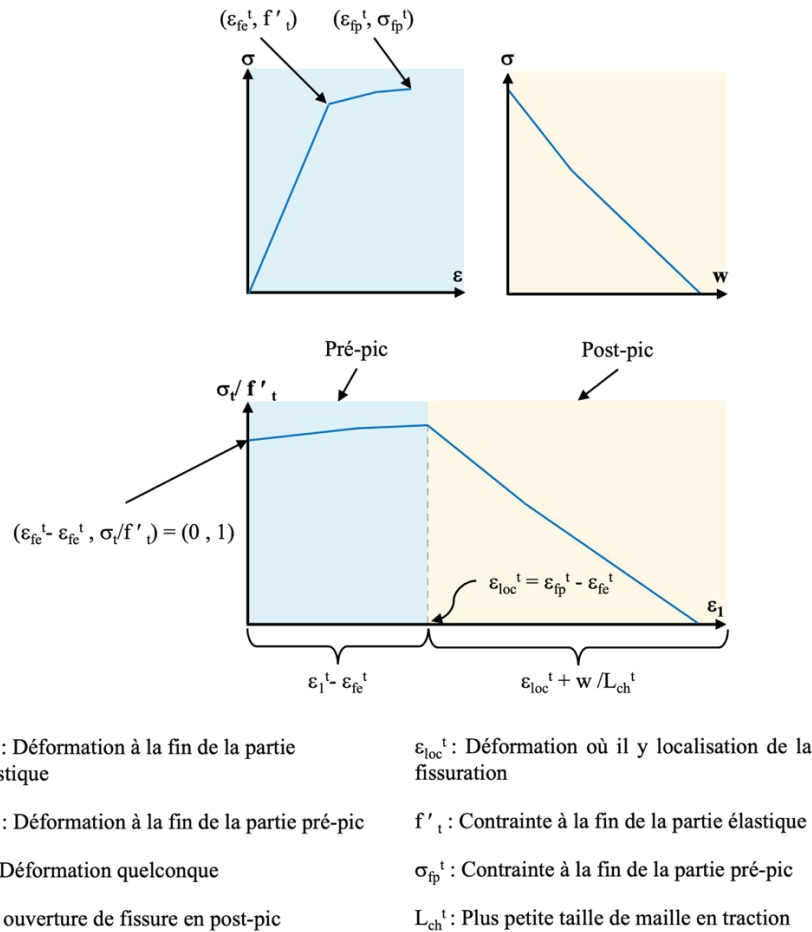 (εfeᵗ, f′ₜ) (εfpᵗ, σfpᵗ)
σ σ
ε w
Pré-pic Post-pic
σₜ/ f′ₜ
(εfeᵗ- εfeᵗ , σₜ/f′ₜ) = (0 , 1)
εlocᵗ = εfpᵗ - εfeᵗ
ε₁
ε₁ᵗ- εfeᵗ εlocᵗ + w /Lchᵗ
: Déformation à la fin de la partie
stique
: Déformation à la fin de la partie pré-pic
Déformation quelconque
ouverture de fissure en post-pic
εlocᵗ : Déformation où il y localisation de la
fissuration
f′ₜ : Contrainte à la fin de la partie élastique
σfpᵗ : Contrainte à la fin de la partie pré-pic
Lchᵗ : Plus petite taille de maille en traction